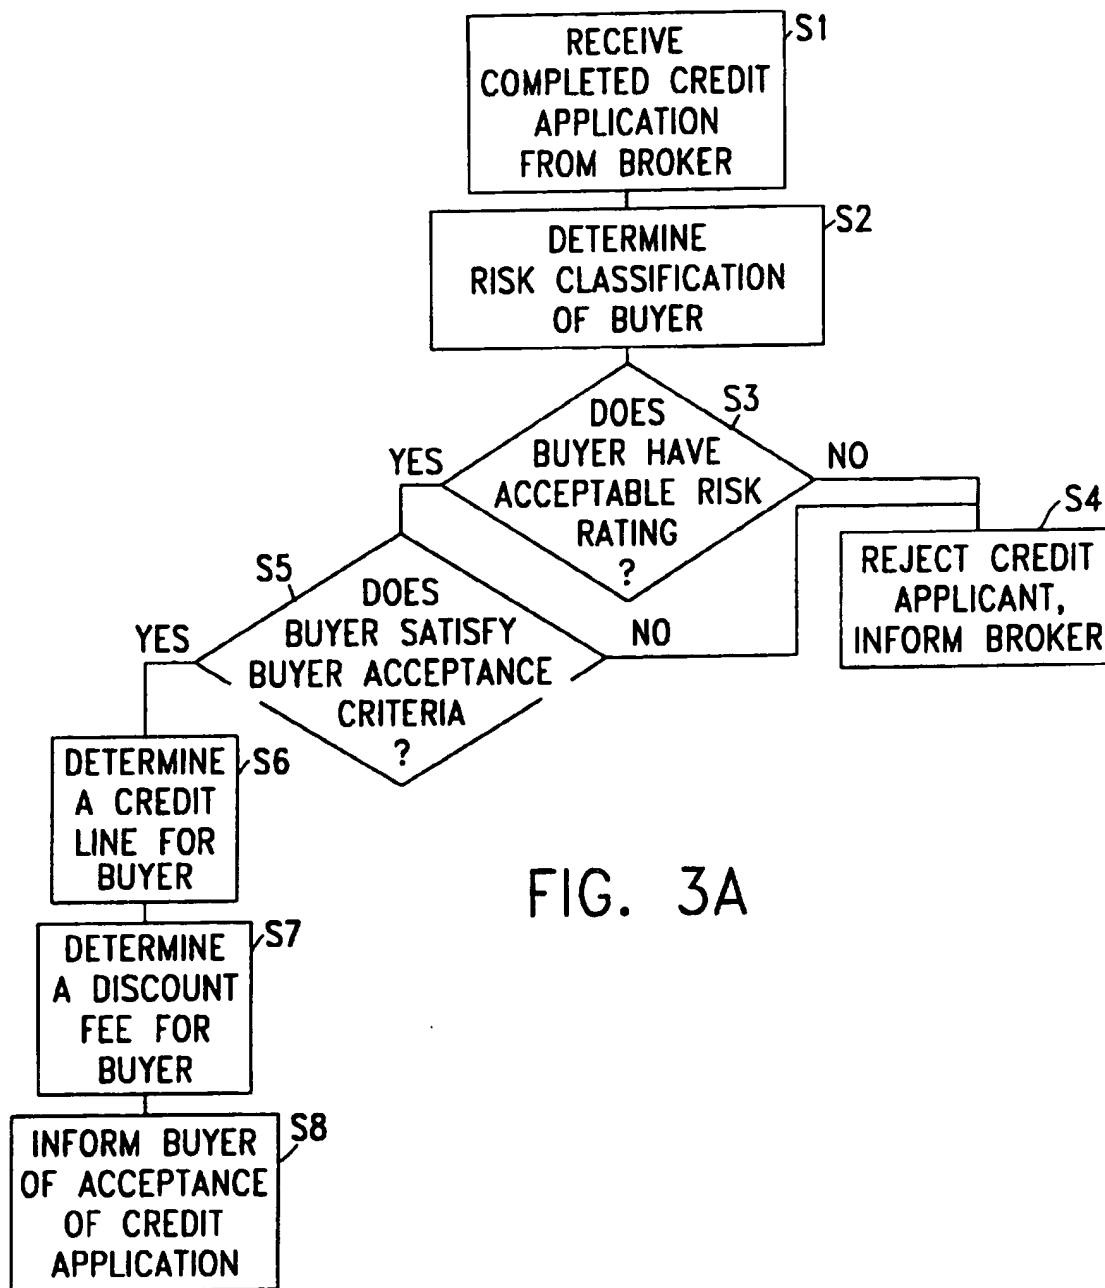 S1
RECEIVE
COMPLETED CREDIT
APPLICATION
FROM BROKER
S2
DETERMINE
RISK CLASSIFICATION
OF BUYER
S3
DOES
BUYER HAVE
ACCEPTABLE RISK
RATING
?
YES
NO
S4
REJECT CREDIT
APPLICANT,
INFORM BROKER
S5
DOES
BUYER SATISFY
BUYER ACCEPTANCE
CRITERIA
?
YES
NO
S6
DETERMINE
A CREDIT
LINE FOR
BUYER
FIG. 3A
S7
DETERMINE
A DISCOUNT
FEE FOR
BUYER
S8
INFORM BUYER
OF ACCEPTANCE
OF CREDIT
APPLICATION